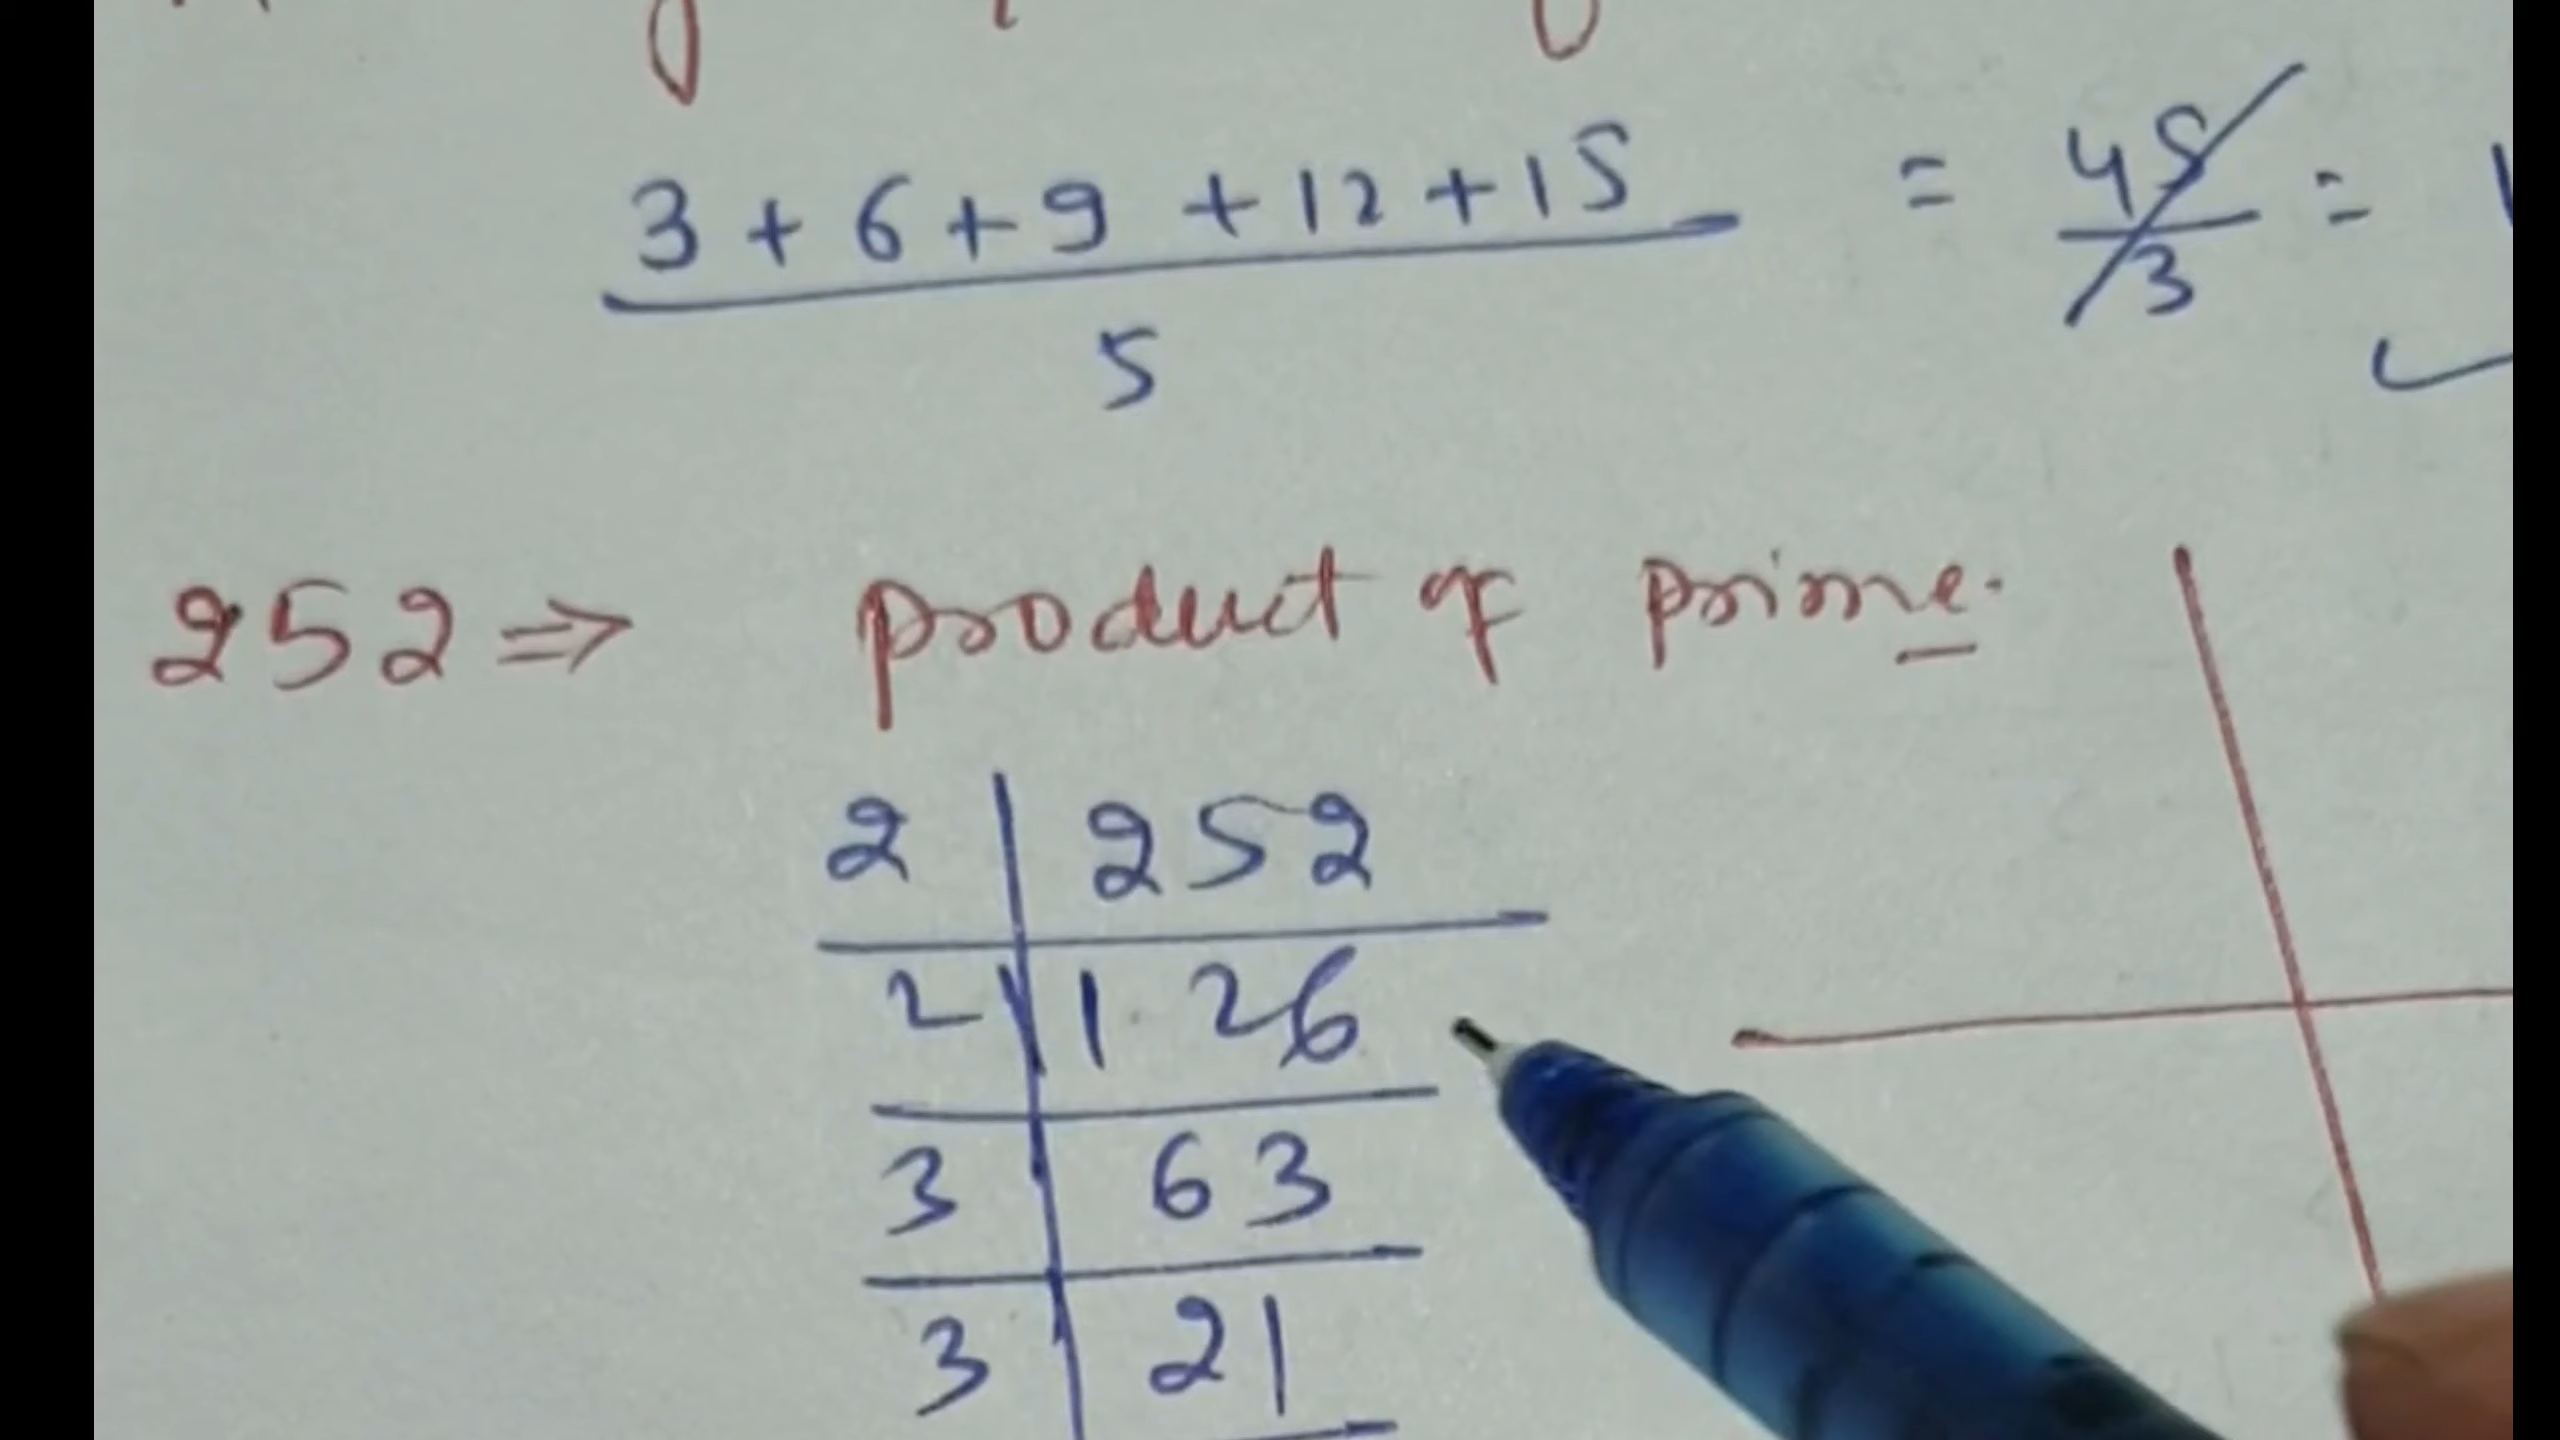 3 + 6 + 9 + 12 + 15 = 45 =
5 3
252 ⇒ product of prime.
2 252
2 126
3 63
3 21